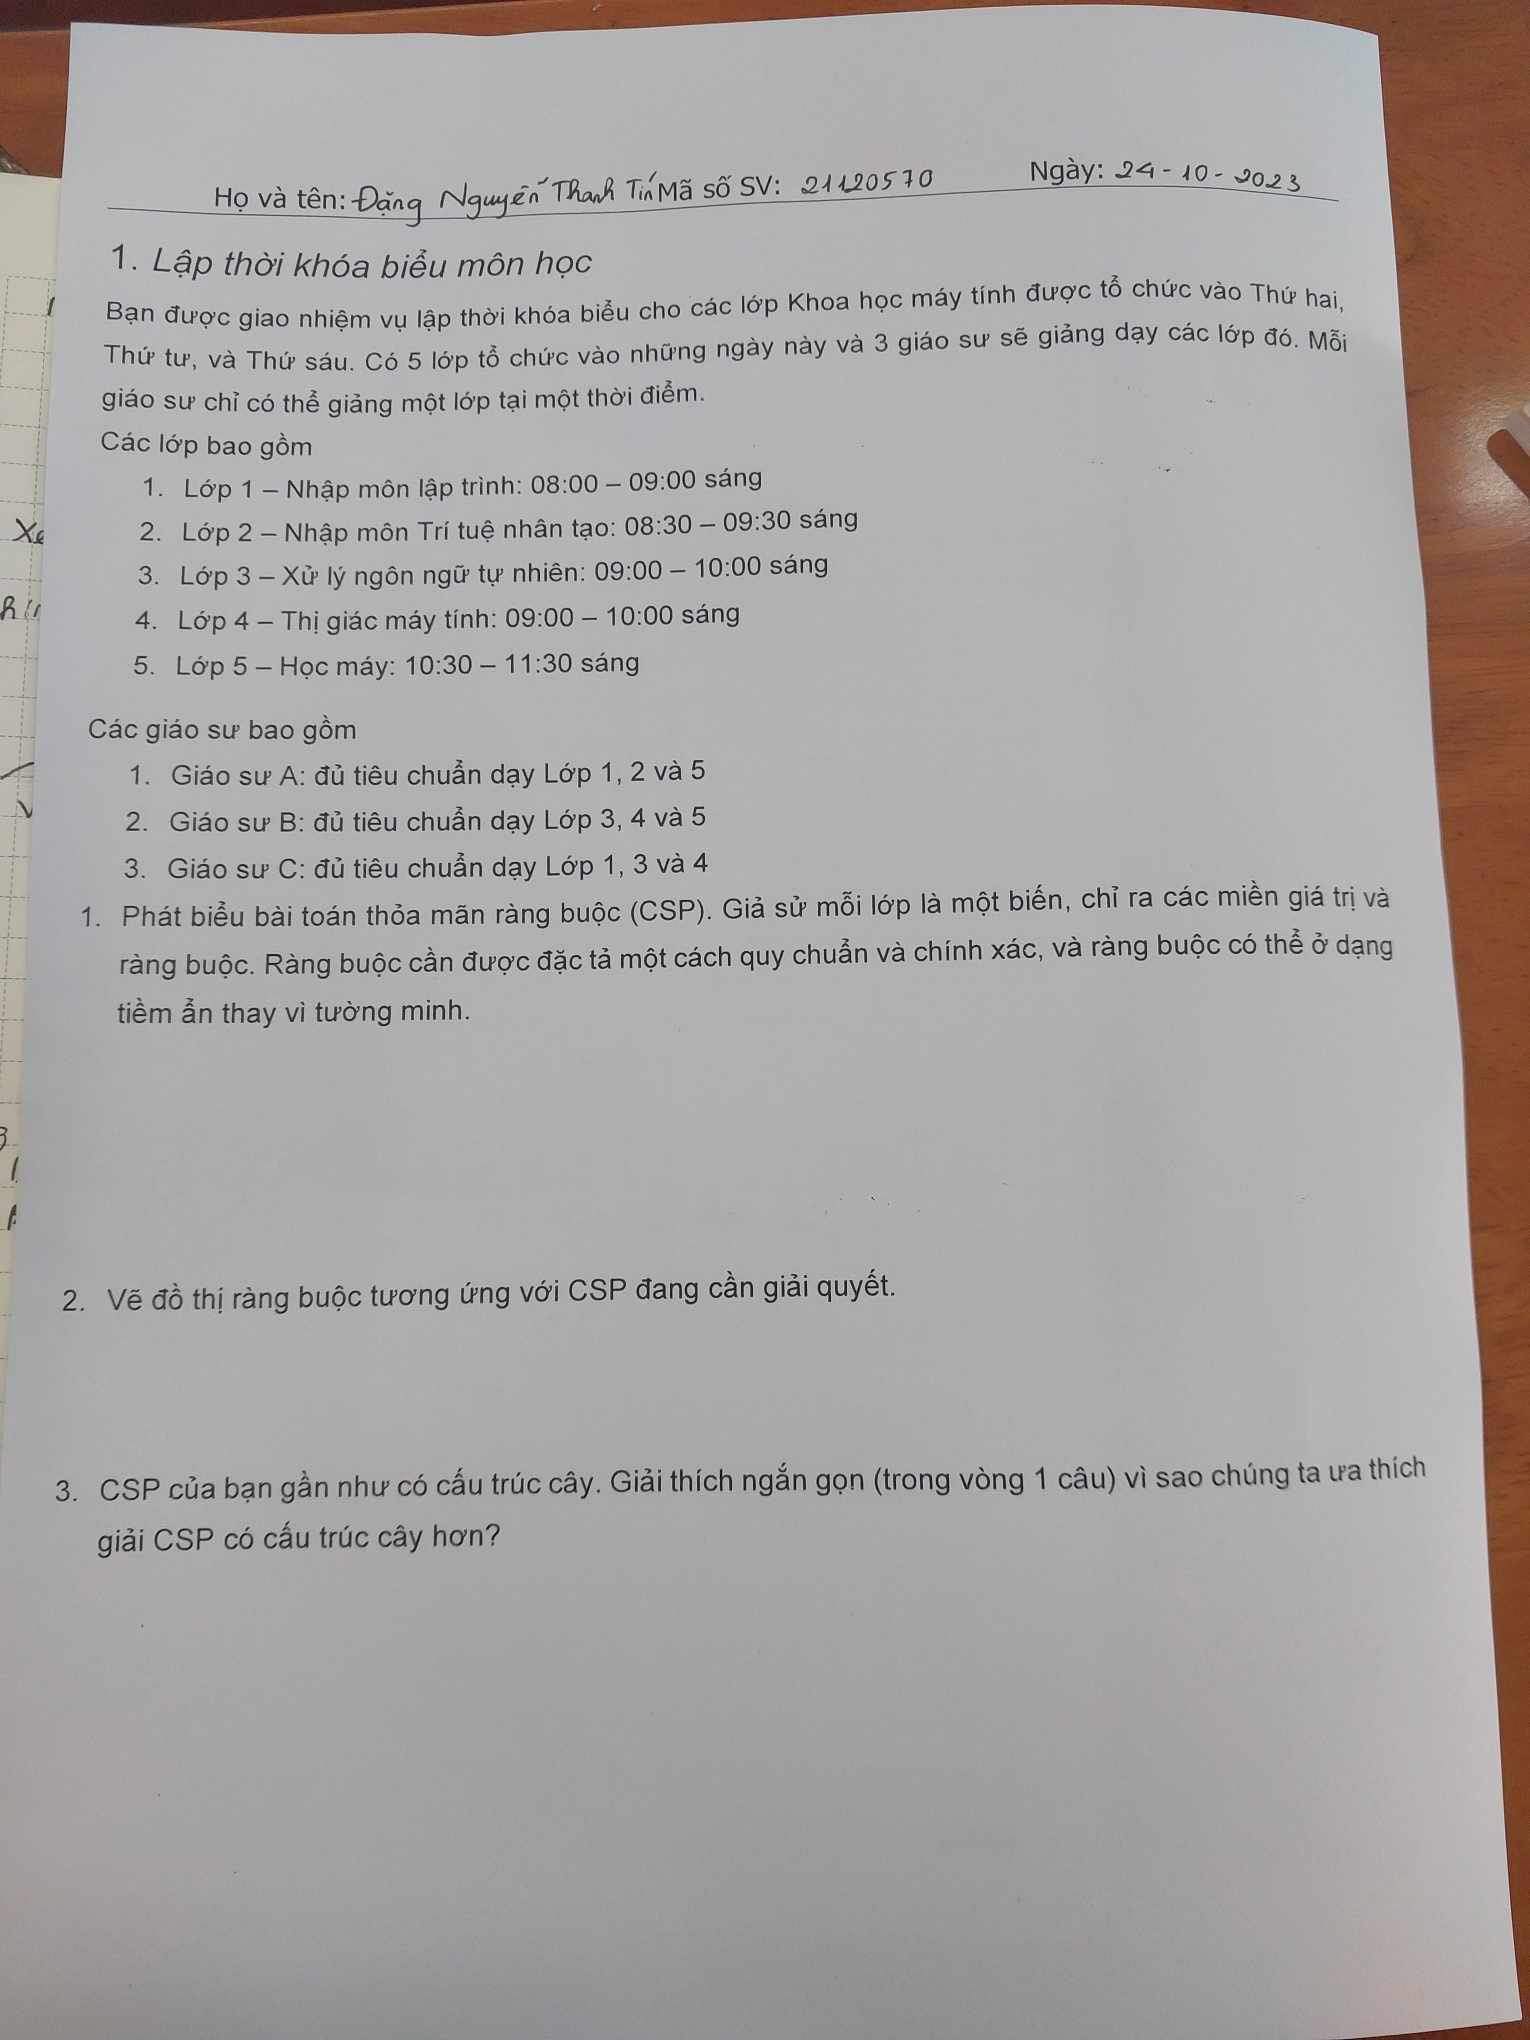 Họ và tên: Đặng Nguyễn Thanh Tín Mã số SV: 21120570 Ngày: 24-10-2023
1. Lập thời khóa biểu môn học
Bạn được giao nhiệm vụ lập thời khóa biểu cho các lớp Khoa học máy tính được tổ chức vào Thứ hai,
Thứ tư, và Thứ sáu. Có 5 lớp tổ chức vào những ngày này và 3 giáo sư sẽ giảng dạy các lớp đó. Mỗi
giáo sư chỉ có thể giảng một lớp tại một thời điểm.
Các lớp bao gồm
1. Lớp 1 – Nhập môn lập trình: 08:00 – 09:00 sáng
2. Lớp 2 – Nhập môn Trí tuệ nhân tạo: 08:30 – 09:30 sáng
3. Lớp 3 – Xử lý ngôn ngữ tự nhiên: 09:00 – 10:00 sáng
4. Lớp 4 – Thị giác máy tính: 09:00 – 10:00 sáng
5. Lớp 5 – Học máy: 10:30 – 11:30 sáng
Các giáo sư bao gồm
1. Giáo sư A: đủ tiêu chuẩn dạy Lớp 1, 2 và 5
2. Giáo sư B: đủ tiêu chuẩn dạy Lớp 3, 4 và 5
3. Giáo sư C: đủ tiêu chuẩn dạy Lớp 1, 3 và 4
1. Phát biểu bài toán thỏa mãn ràng buộc (CSP). Giả sử mỗi lớp là một biến, chỉ ra các miền giá trị và
ràng buộc. Ràng buộc cần được đặc tả một cách quy chuẩn và chính xác, và ràng buộc có thể ở dạng
tiềm ẩn thay vì tường minh.
2. Vẽ đồ thị ràng buộc tương ứng với CSP đang cần giải quyết.
3. CSP của bạn gần như có cấu trúc cây. Giải thích ngắn gọn (trong vòng 1 câu) vì sao chúng ta ưa thích
giải CSP có cấu trúc cây hơn?